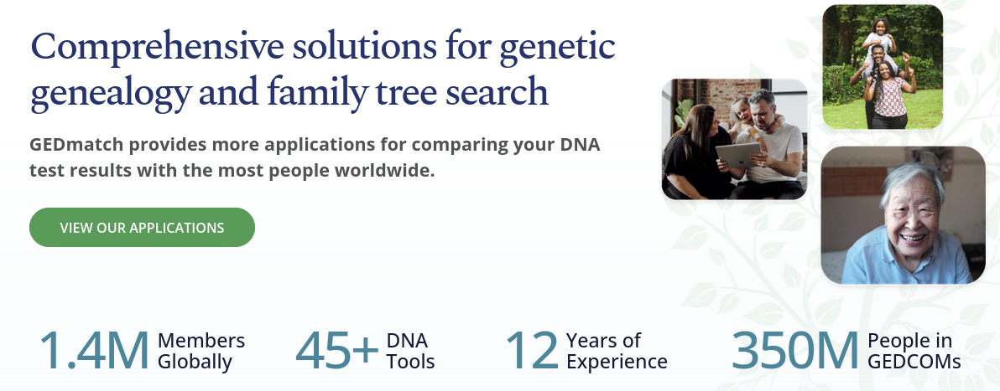 Comprehensive solutions for genetic
genealogy and family tree search
GEDmatch provides more applications for comparing your DNA
test results with the most people worldwide.
VIEW OUR APPLICATIONS
1.4M Members
Globally
45+ DNA
Tools
12 Years of
Experience
350M People in
GEDCOMs